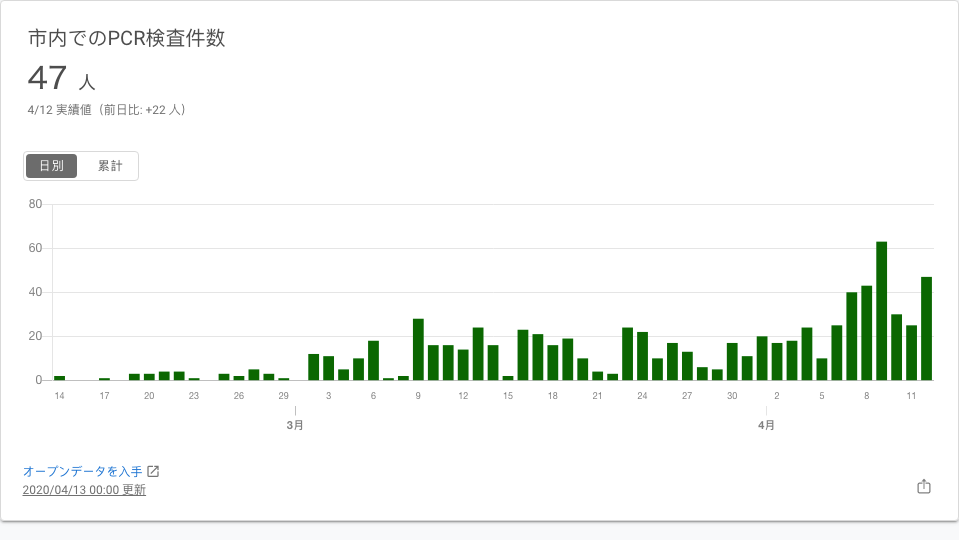 市内でのPCR検査件数
47 人
4/12 実績値（前日比: +22 人）
日別 累計
80
60
40
20
0
14 17 20 23 26 29 3 6 9 12 15 18 21 24 27 30 2 5 8 11
3月 4月
オープンデータを入手
2020/04/13 00:00 更新